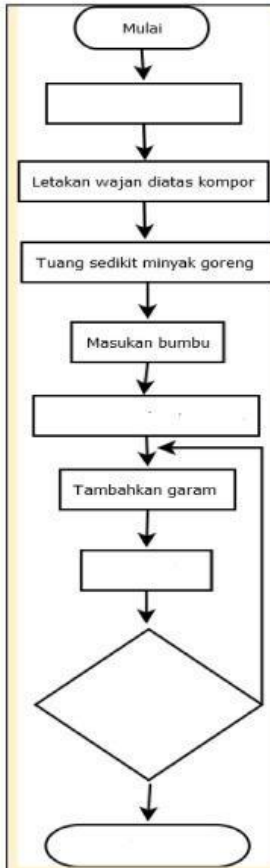 Mulai
Letakan wajan diatas kompor
Tuang sedikit minyak goreng
Masukan bumbu
Tambahkan garam